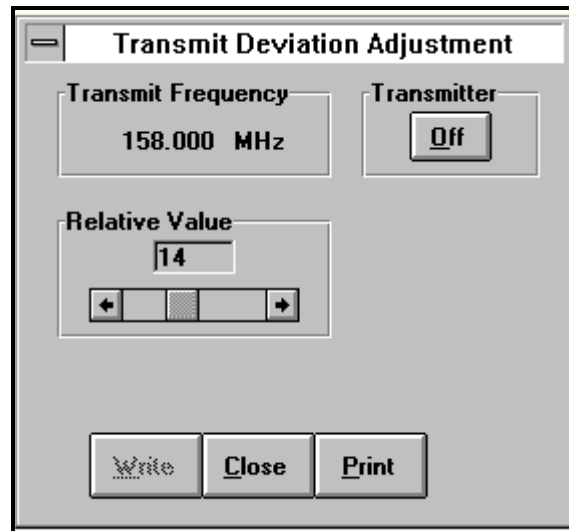 Transmit Deviation Adjustment
Transmit Frequency
158.000 MHz
Transmitter
Off
Relative Value
14
Write Close Print